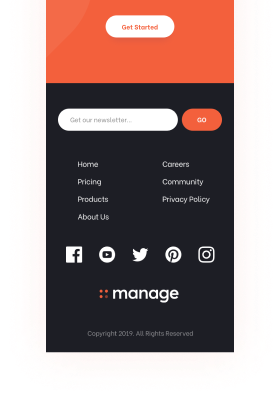 Get Started
Get our newsletter...
GO
Home
Careers
Pricing
Community
Products
Privacy Policy
About Us
manage
Copyright 2019. All Rights Reserved